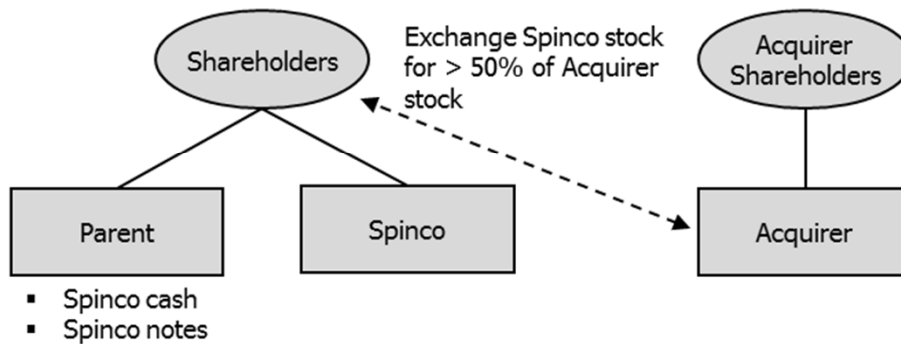 Shareholders
Exchange Spinco stock
for > 50% of Acquirer
stock
Acquirer
Shareholders
Parent
Spinco
Acquirer
▪ Spinco cash
▪ Spinco notes